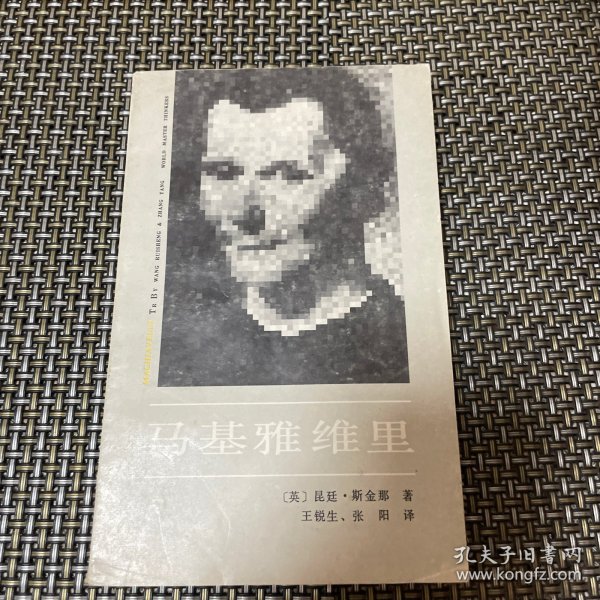 MACHIAVELLI TR BY WANG RUISHENG & ZHANG YANG WORLD MASTER THINKERS
马基雅维里
〔英〕昆廷·斯金那 著
王锐生、张 阳 译
孔夫子旧书网
www.kongfz.com